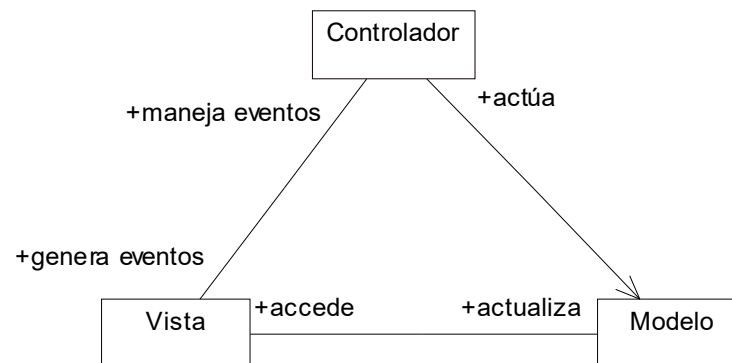 Controlador
+maneja eventos
+actúa
+genera eventos
+accede
+actualiza
Vista
Modelo